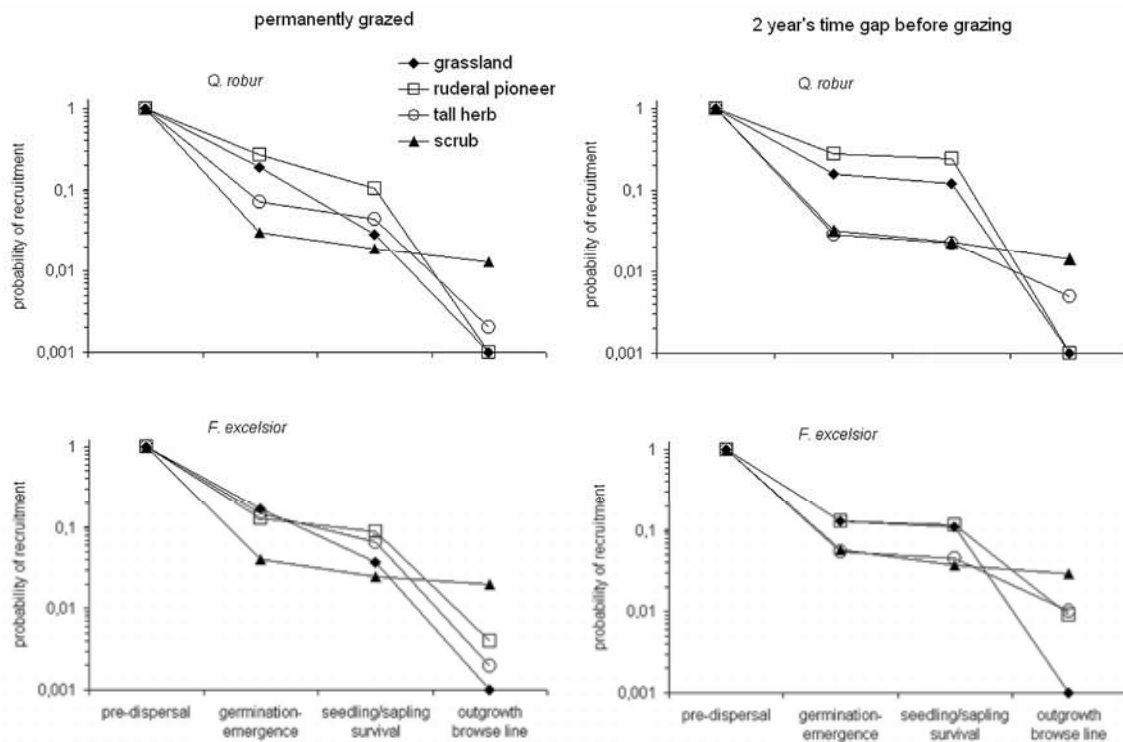 permanently grazed
2 year's time gap before grazing
grassland
ruderal pioneer
tall herb
scrub
Q. robur
probability of recruitment
1
0,1
0,01
0,001
Q. robur
probability of recruitment
1
0,1
0,01
0,001
F. excelsior
probability of recruitment
1
0,1
0,01
0,001
pre-dispersal
germination-
emergence
seedling/sapling
survival
outgrowth
browse line
F. excelsior
probability of recruitment
1
0,1
0,01
0,001
pre-dispersal
germination-
emergence
seedling/sapling
survival
outgrowth
browse line